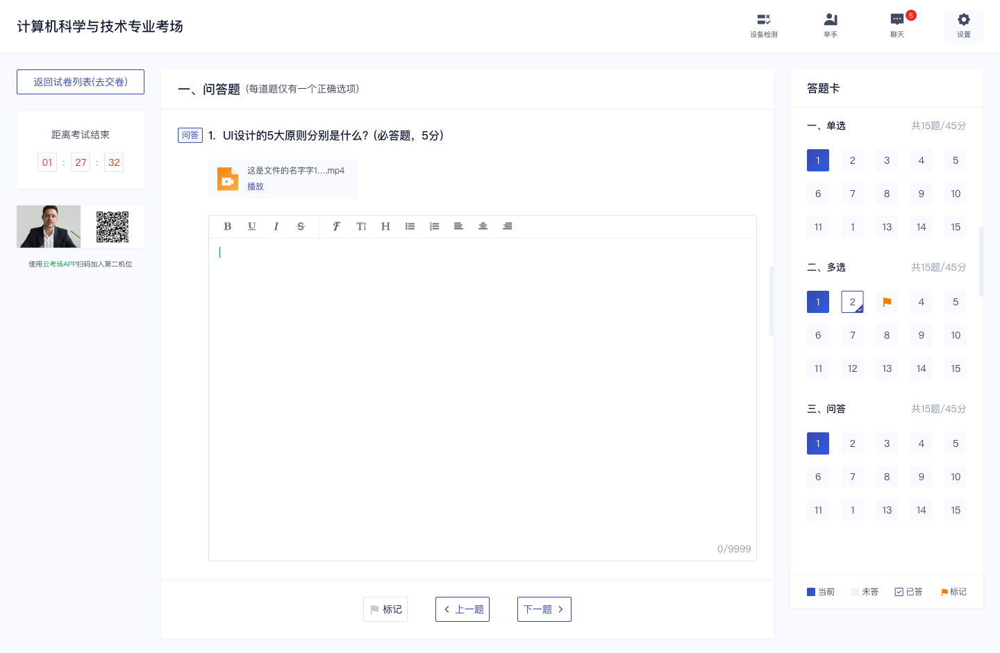 计算机科学与技术专业考场
设备检测
举手
聊天
5
设置
返回试卷列表(去交卷)
距离考试结束
01 : 27 : 32
使用云考场APP扫码加入第二机位
一、问答题 (每道题仅有一个正确选项)
问答 1. UI设计的5大原则分别是什么? (必答题，5分)
这是文件的名字字1....mp4
播放
B U I S F T H
0/9999
标记
上一题
下一题
答题卡
一、单选 共15题/45分
1 2 3 4 5
6 7 8 9 10
11 1 13 14 15
二、多选 共15题/45分
1 2 4 5
6 7 8 9 10
11 12 13 14 15
三、问答 共15题/45分
1 2 3 4 5
6 7 8 9 10
11 1 13 14 15
当前 未答 已答 标记